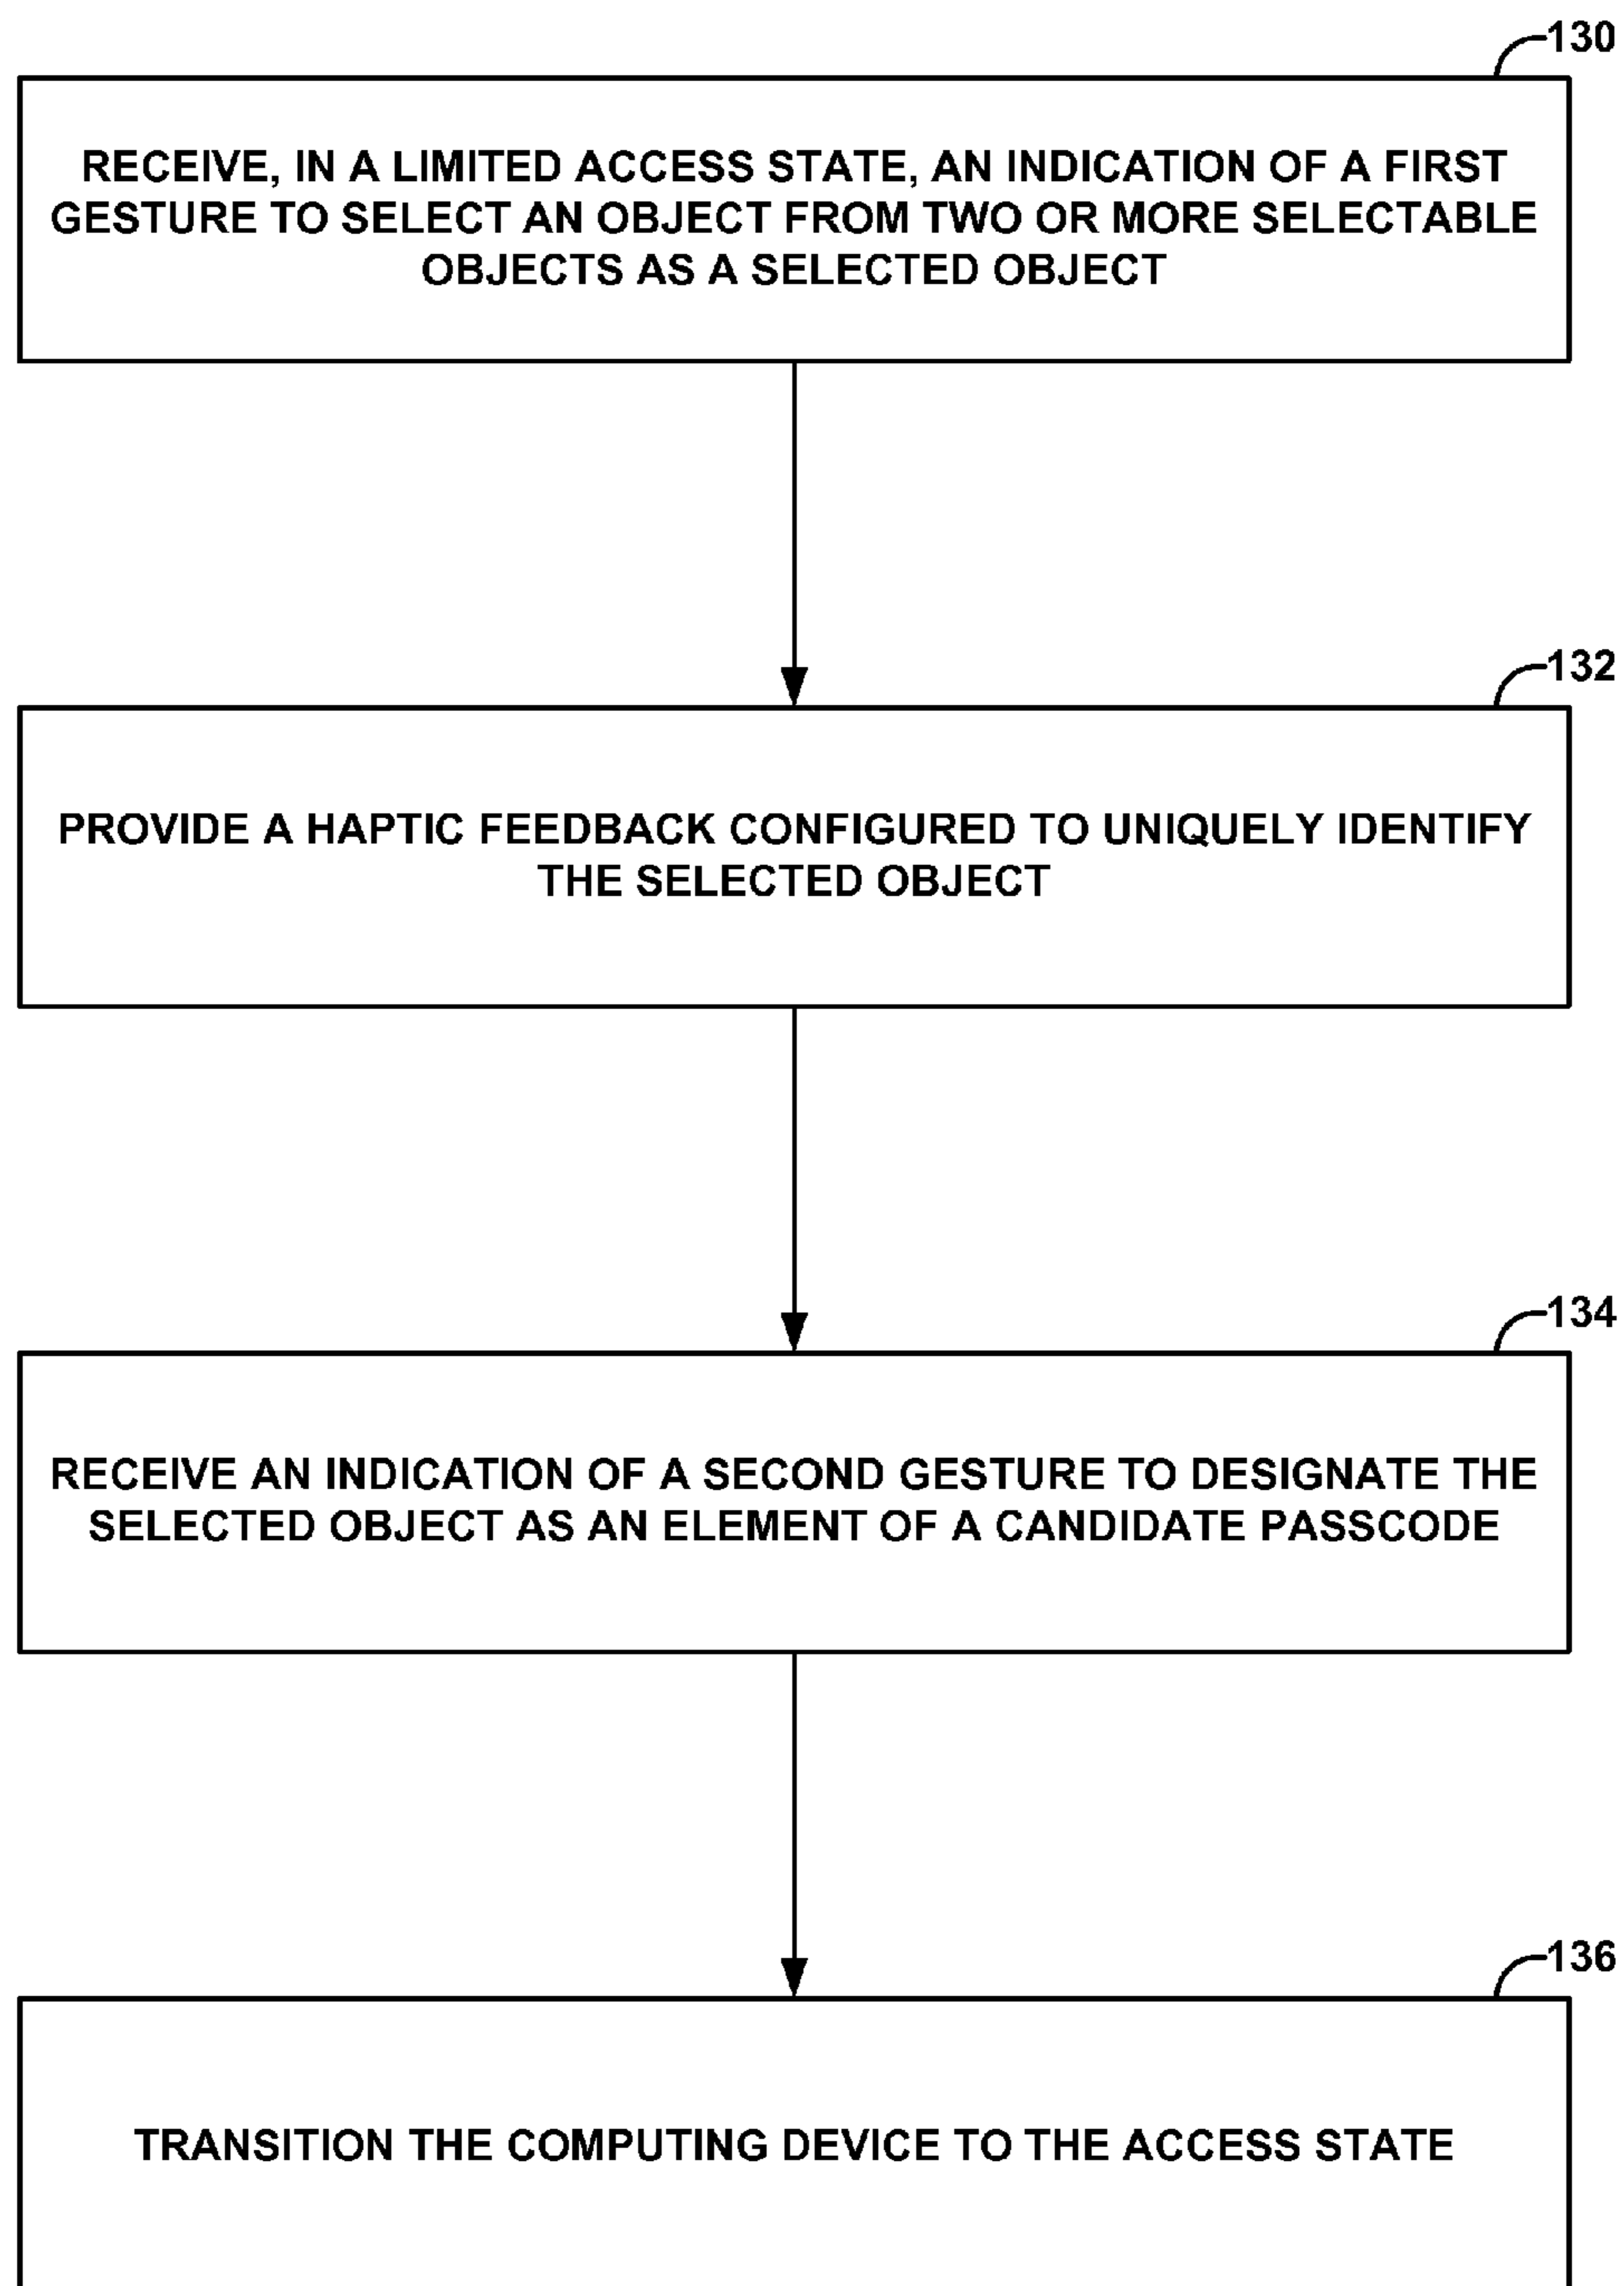 130
RECEIVE, IN A LIMITED ACCESS STATE, AN INDICATION OF A FIRST
GESTURE TO SELECT AN OBJECT FROM TWO OR MORE SELECTABLE
OBJECTS AS A SELECTED OBJECT
132
PROVIDE A HAPTIC FEEDBACK CONFIGURED TO UNIQUELY IDENTIFY
THE SELECTED OBJECT
134
RECEIVE AN INDICATION OF A SECOND GESTURE TO DESIGNATE THE
SELECTED OBJECT AS AN ELEMENT OF A CANDIDATE PASSCODE
136
TRANSITION THE COMPUTING DEVICE TO THE ACCESS STATE